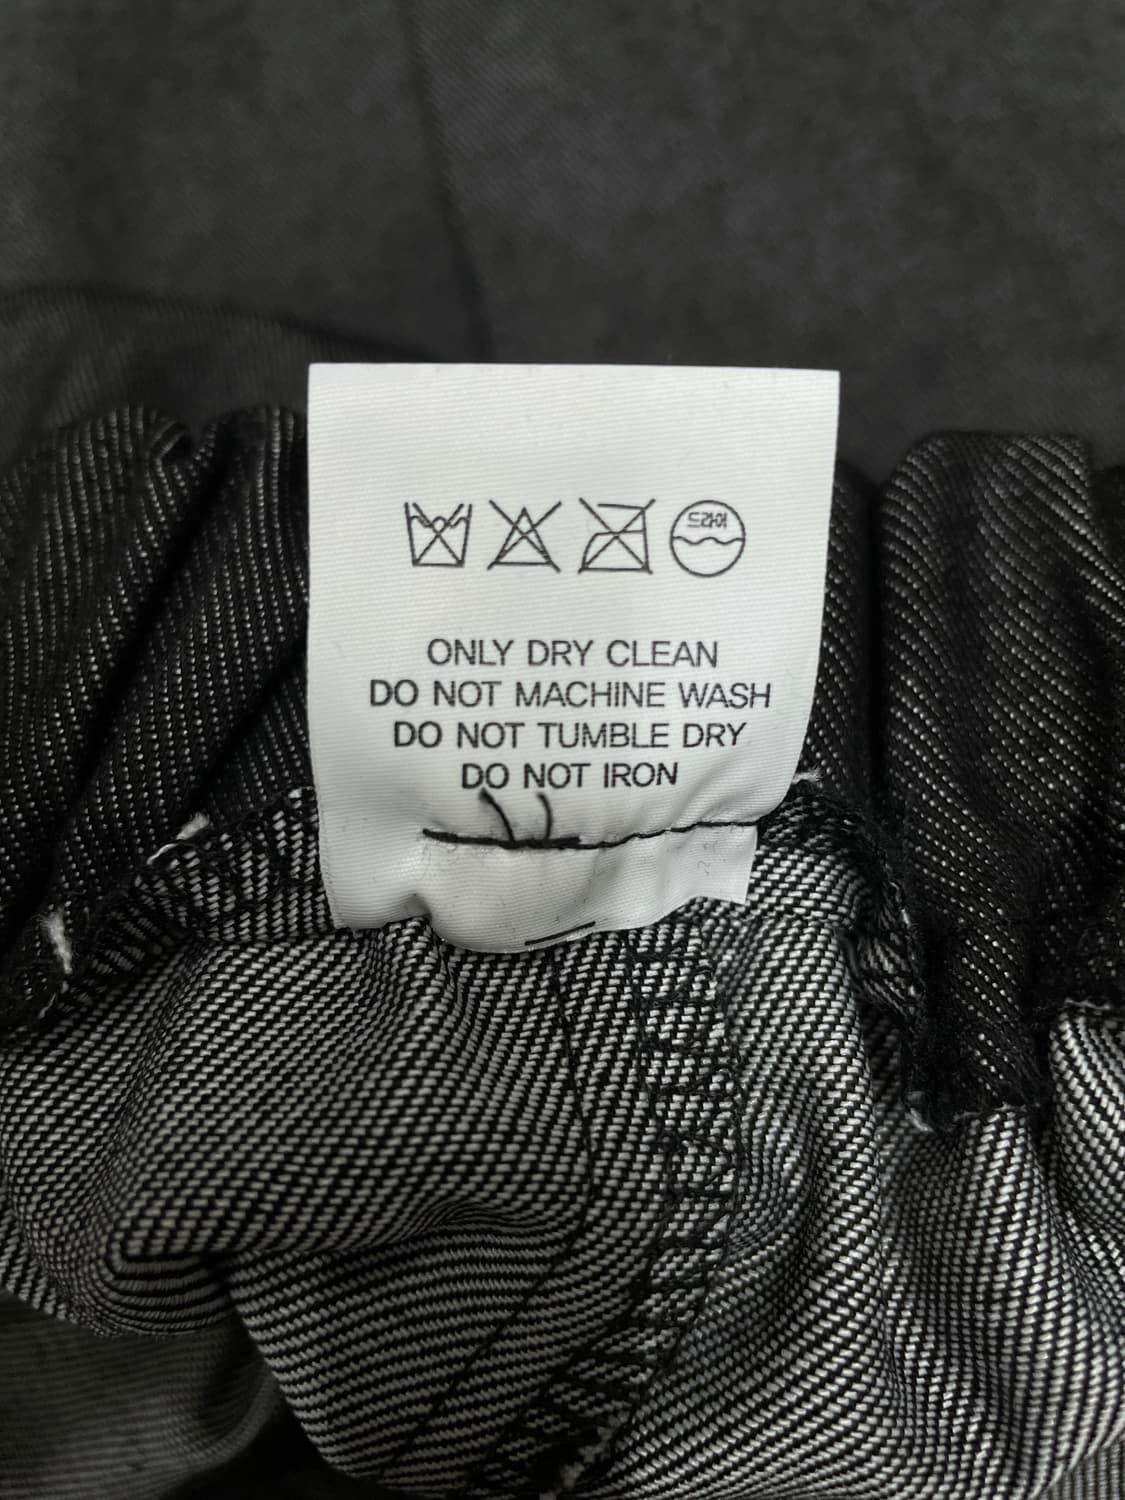 드라이
ONLY DRY CLEAN
DO NOT MACHINE WASH
DO NOT TUMBLE DRY
DO NOT IRON